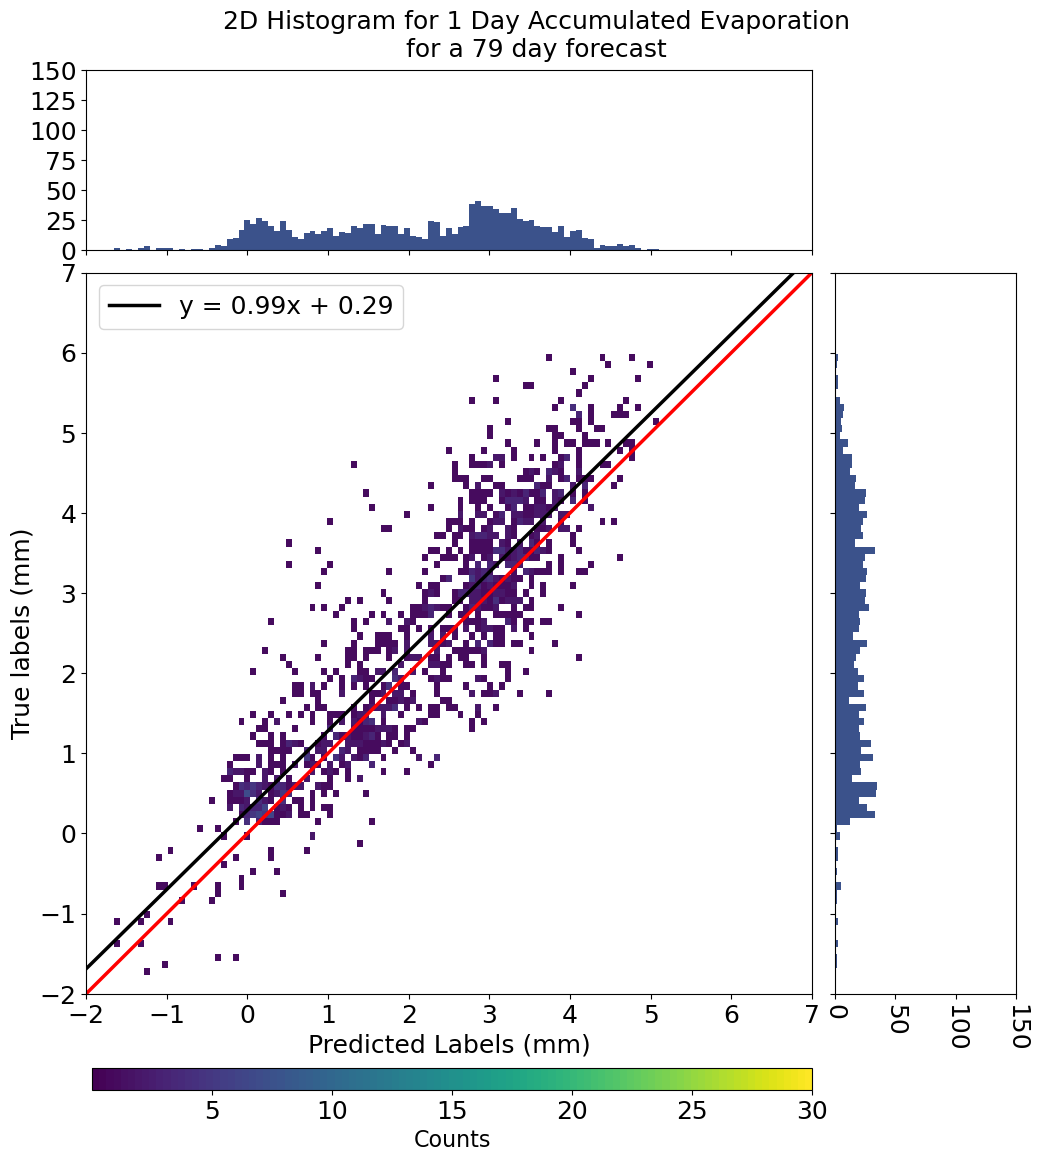 2D Histogram for 1 Day Accumulated Evaporation
for a 79 day forecast
150
125
100
75
50
25
0
7
6
5
4
3
2
1
0
−1
−2
True labels (mm)
y = 0.99x + 0.29
−2 −1 0 1 2 3 4 5 6 7
Predicted Labels (mm)
0 50 100 150
5 10 15 20 25 30
Counts